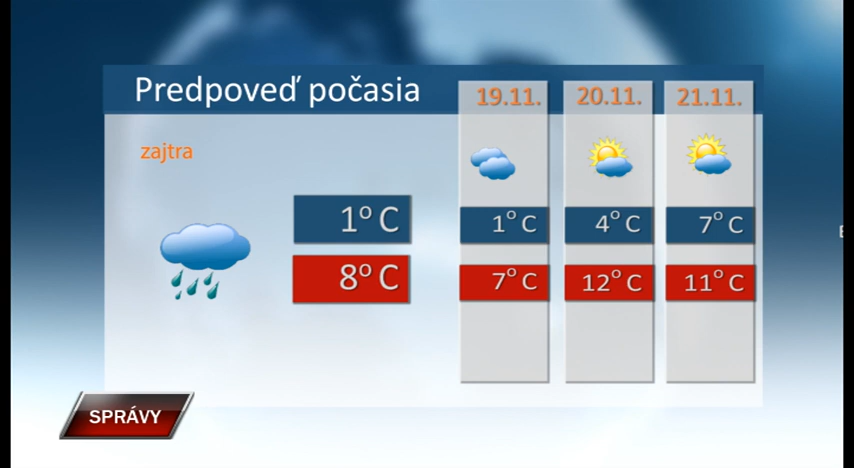 Predpoveď počasia
19.11.
20.11.
21.11.
zajtra
1° C
8° C
1° C
4° C
7° C
7° C
12° C
11° C
SPRÁVY